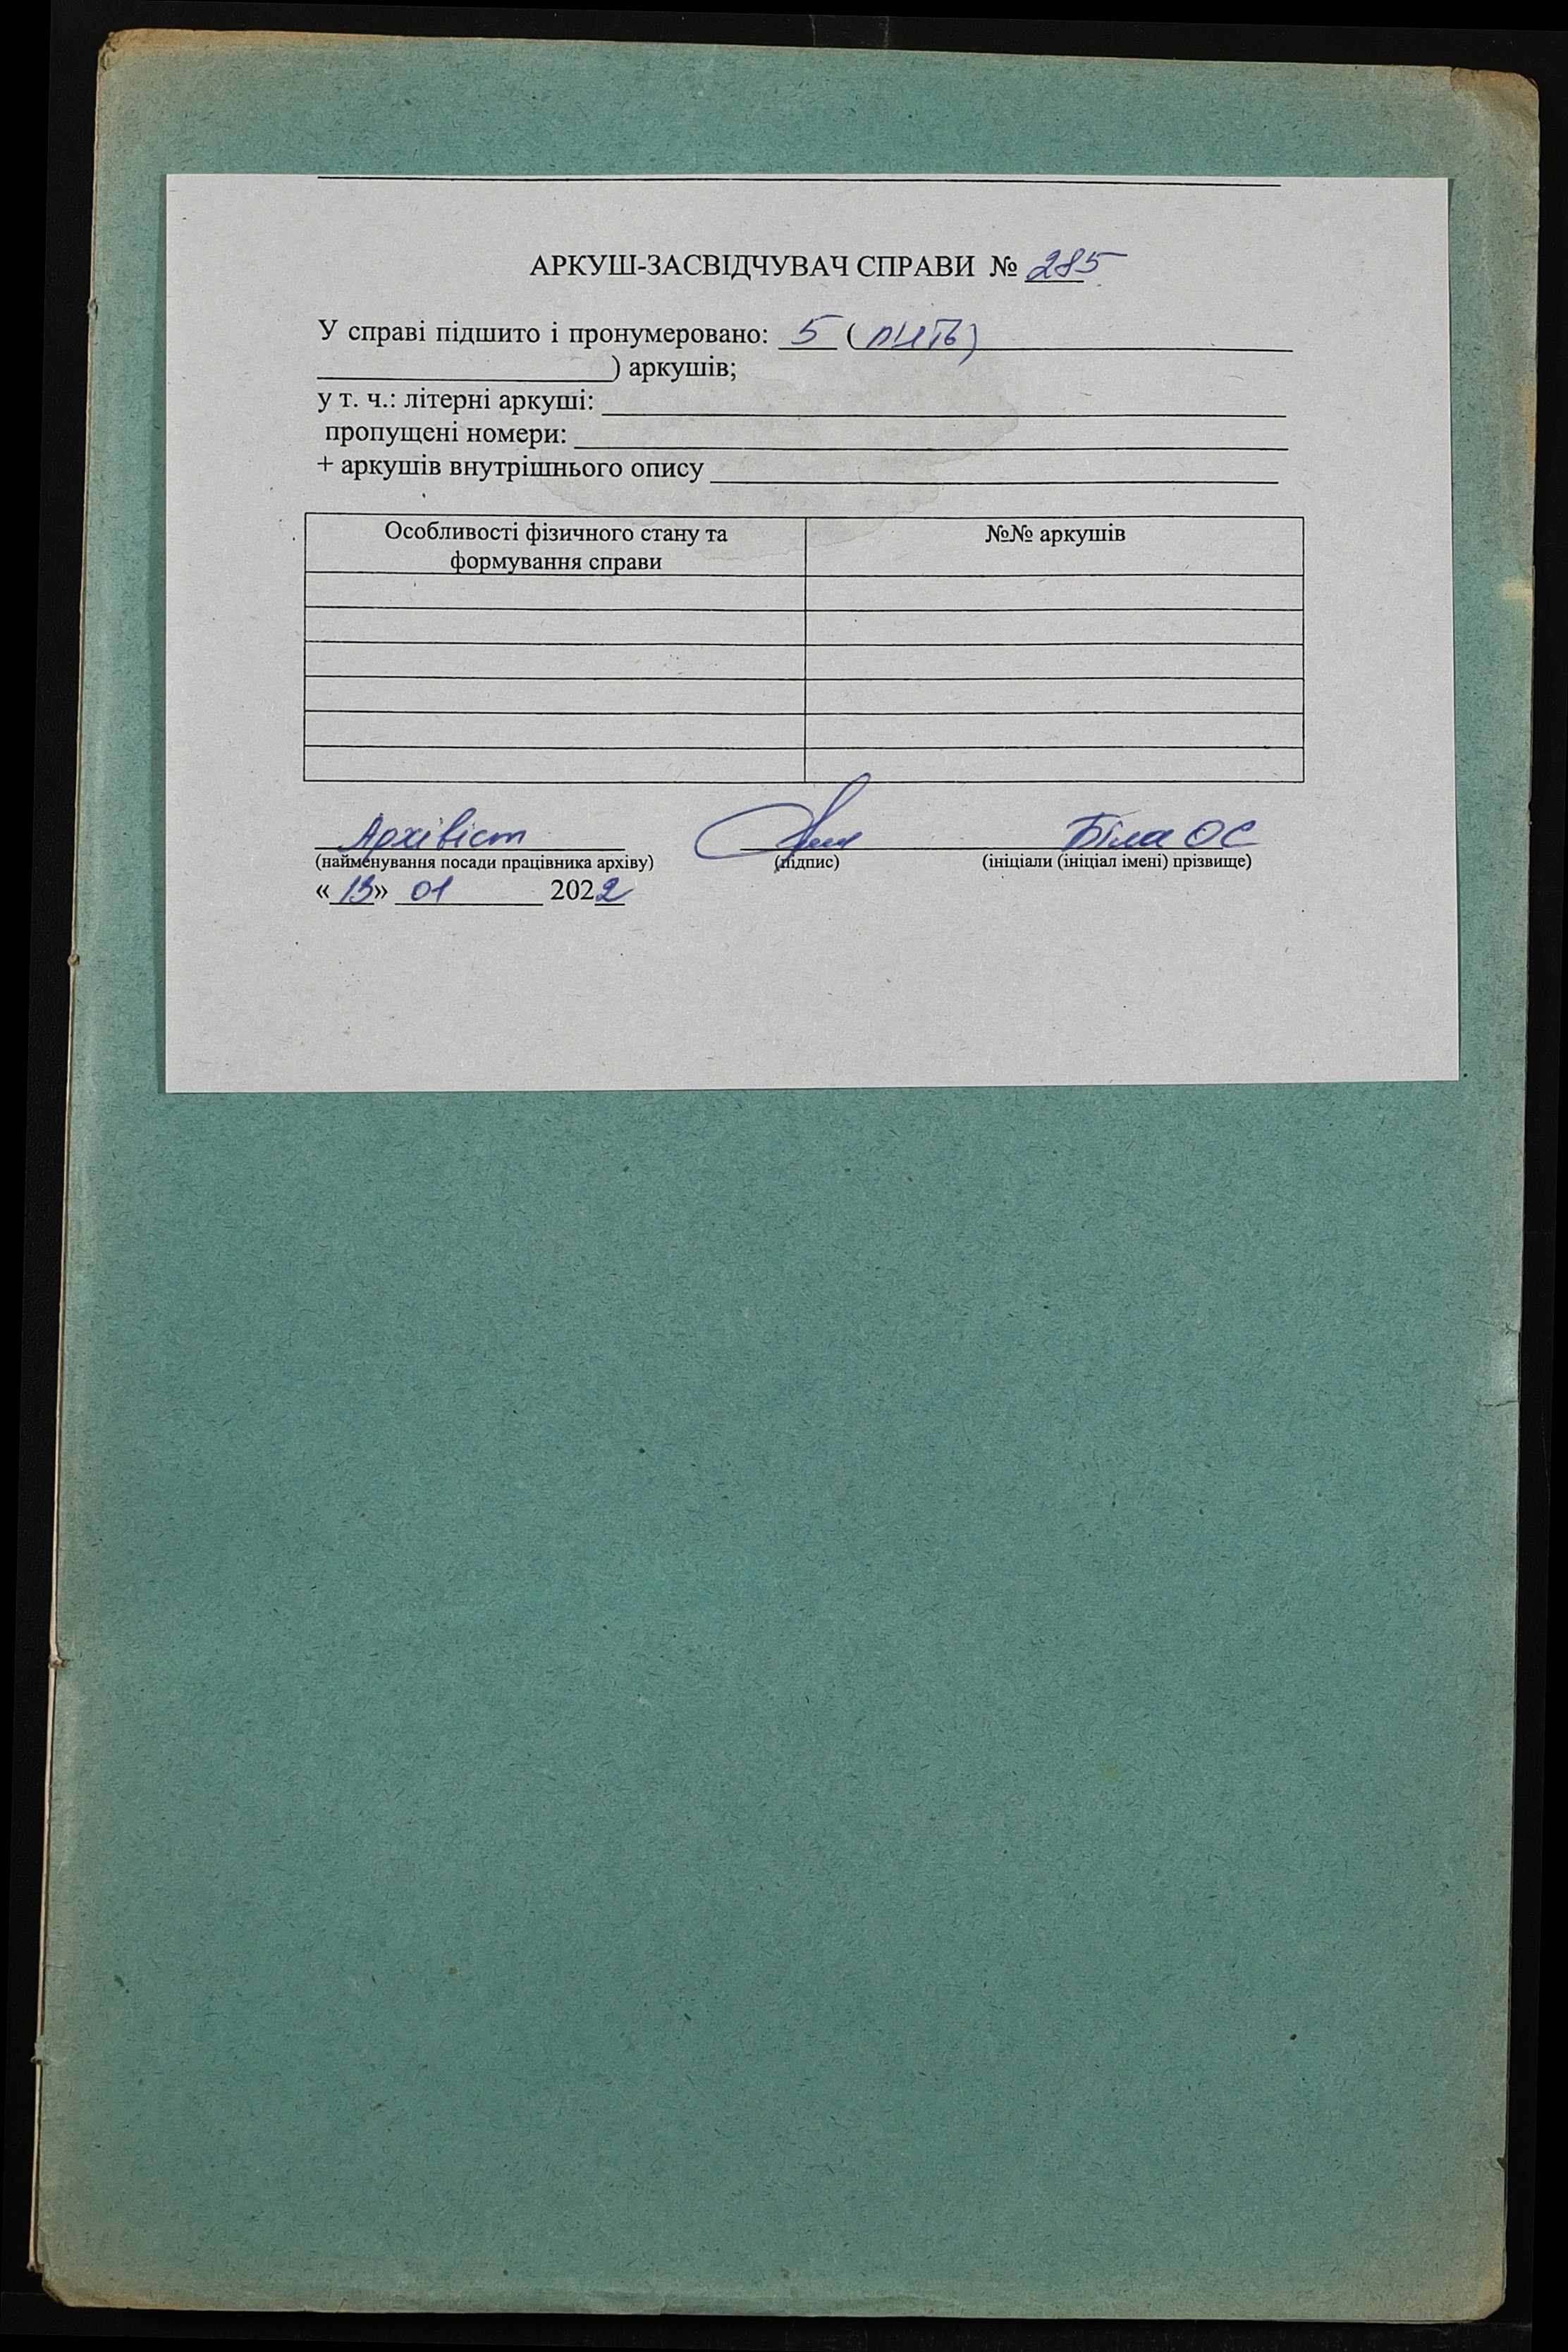 АРКУШ-ЗАСВІДЧУВАЧ СПРАВИ № 285
У справі підшито і пронумеровано: 5 (пять)
) аркушів;
у т. ч.: літерні аркуші:
пропущені номери:
+ аркушів внутрішнього опису
Особливості фізичного стану та №№ аркушів
формування справи
Архівіст Біла ОС
(найменування посади працівника архіву) (підпис) (ініціали (ініціал імені) прізвище)
«13» 01 2022